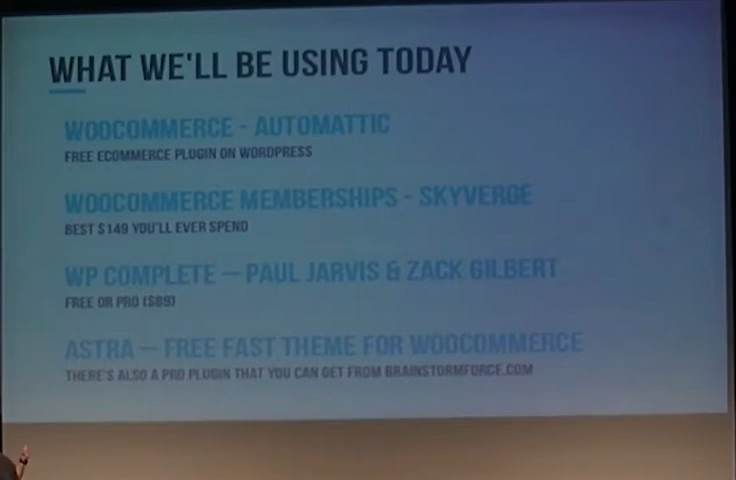 WHAT WE'LL BE USING TODAY
WOOCOMMERCE - AUTOMATTIC
FREE ECOMMERCE PLUGIN ON WORDPRESS
WOOCOMMERCE MEMBERSHIPS - SKYVERGE
BEST $149 YOU'LL EVER SPEND
WP COMPLETE – PAUL JARVIS & ZACK GILBERT
FREE OR PRO ($89)
ASTRA – FREE FAST THEME FOR WOOCOMMERCE
THERE'S ALSO A PRO PLUGIN THAT YOU CAN GET FROM BRAINSTORMFORCE.COM